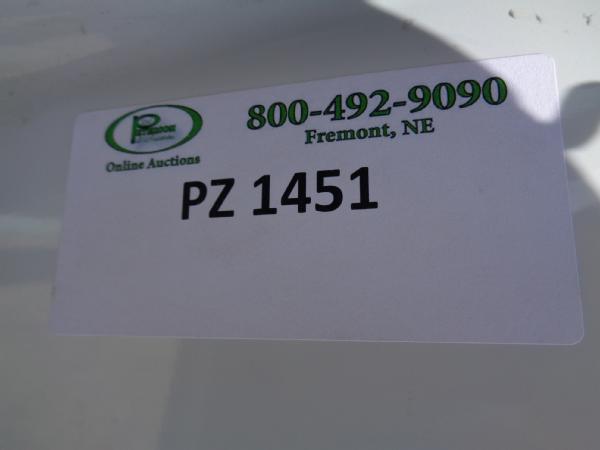 800-492-9090
Fremont, NE
Online Auctions
PZ 1451